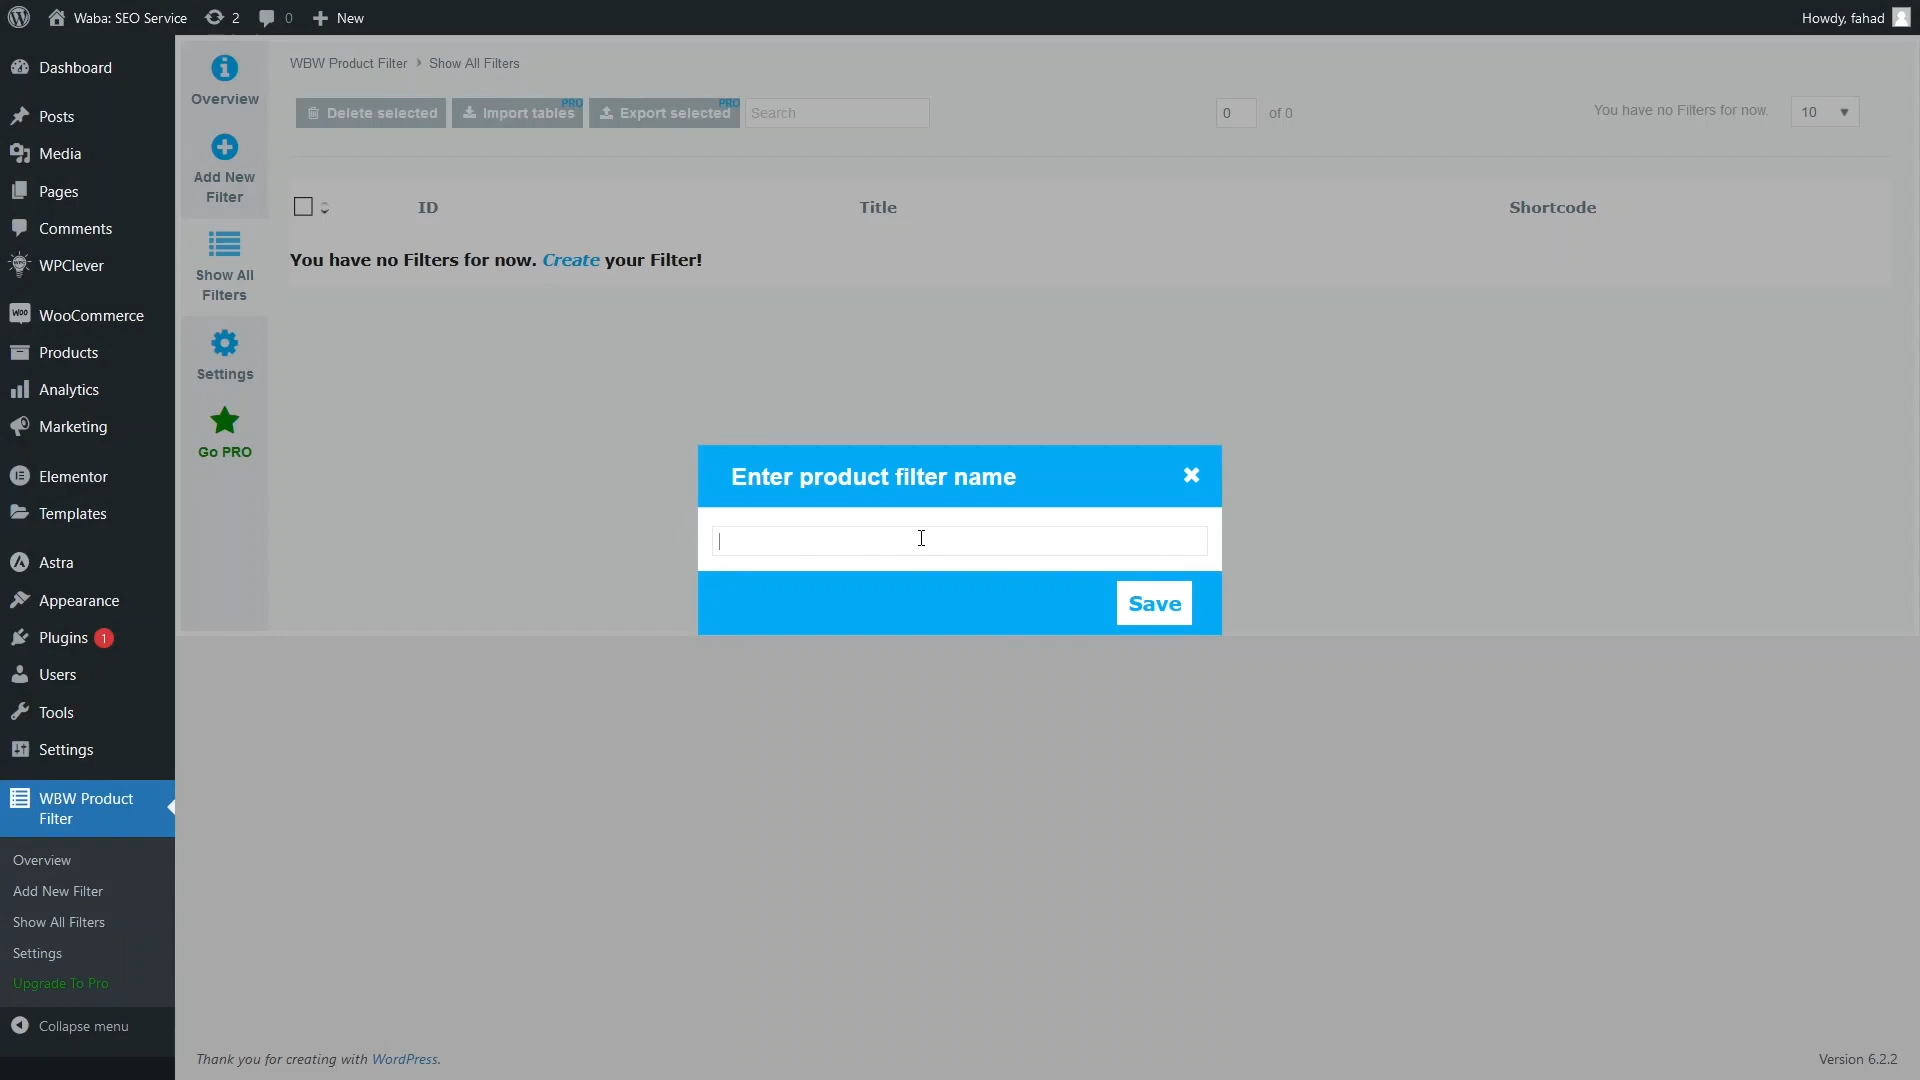 Waba: SEO Service 2 0 New Howdy, fahad
Dashboard
Posts
Media
Pages
Comments
WPClever
WooCommerce
Products
Analytics
Marketing
Elementor
Templates
Astra
Appearance
Plugins 1
Users
Tools
Settings
WBW Product
Filter
Overview
Add New Filter
Show All Filters
Settings
Upgrade To Pro
Collapse menu
Overview
Add New
Filter
Show All
Filters
Settings
Go PRO
WBW Product Filter › Show All Filters
Delete selected Import tables PRO Export selected PRO Search 0 of 0 You have no Filters for now. 10
ID Title Shortcode
You have no Filters for now. Create your Filter!
Enter product filter name
Save
Thank you for creating with WordPress. Version 6.2.2